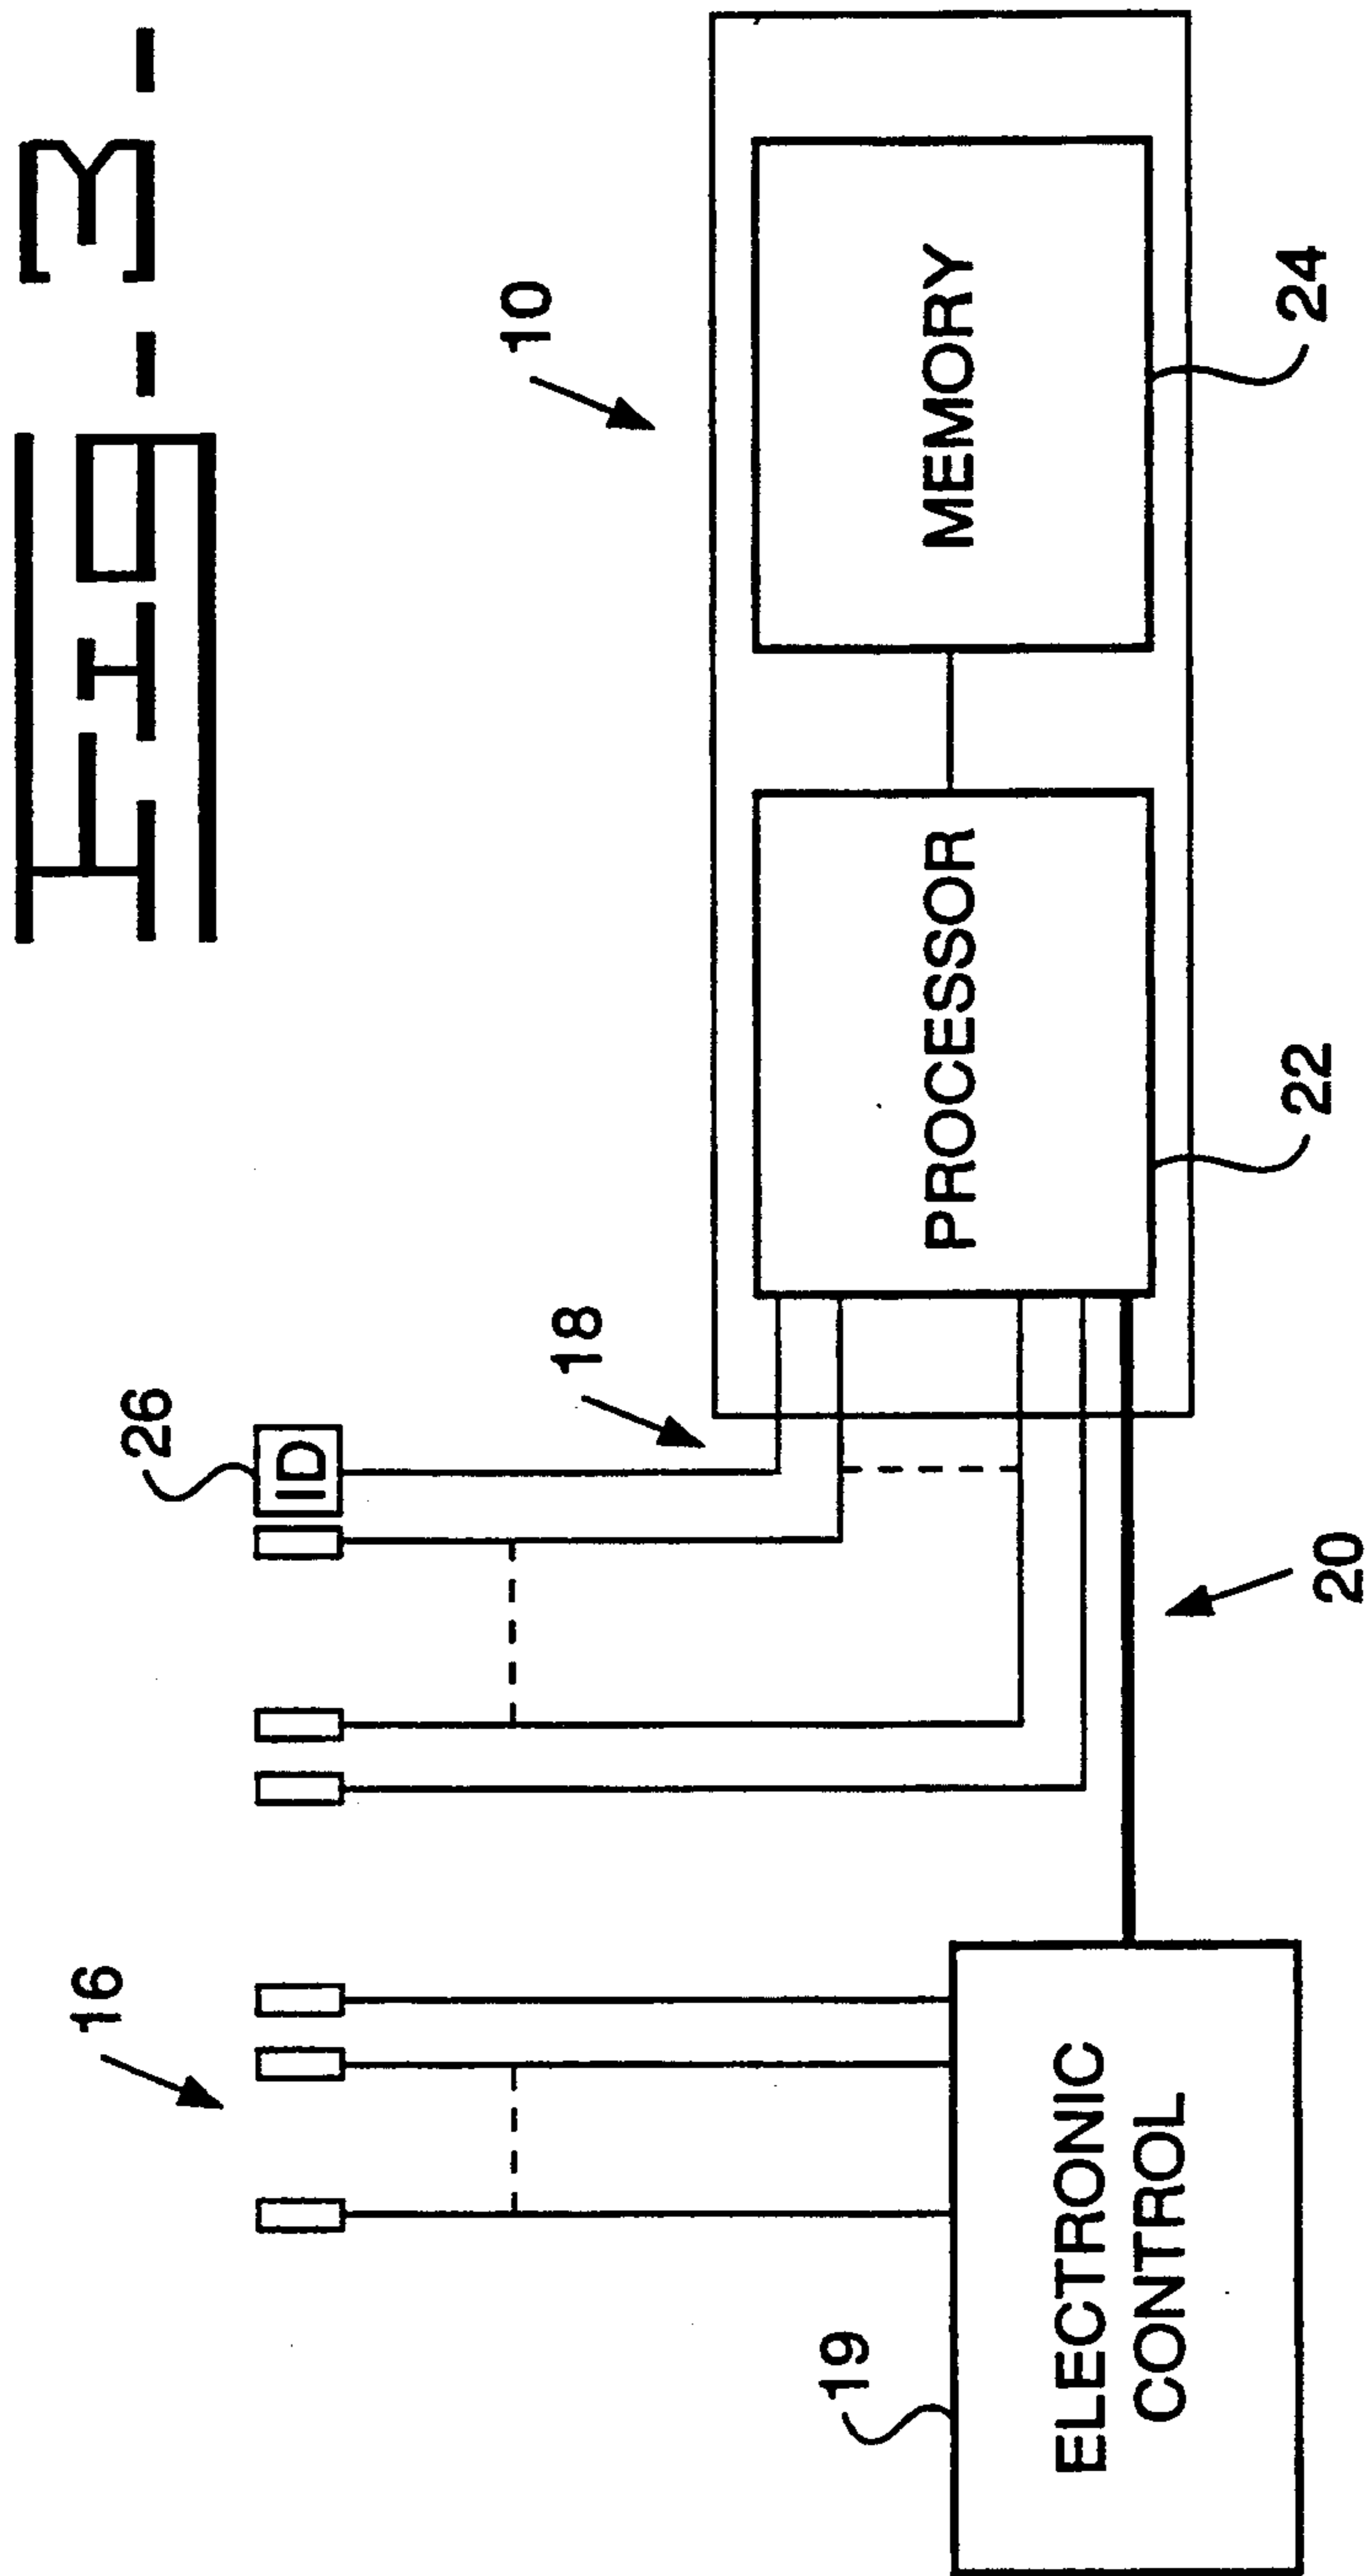 Fig-3-
16
26
ID
18
10
19
ELECTRONIC
CONTROL
20
PROCESSOR
22
MEMORY
24